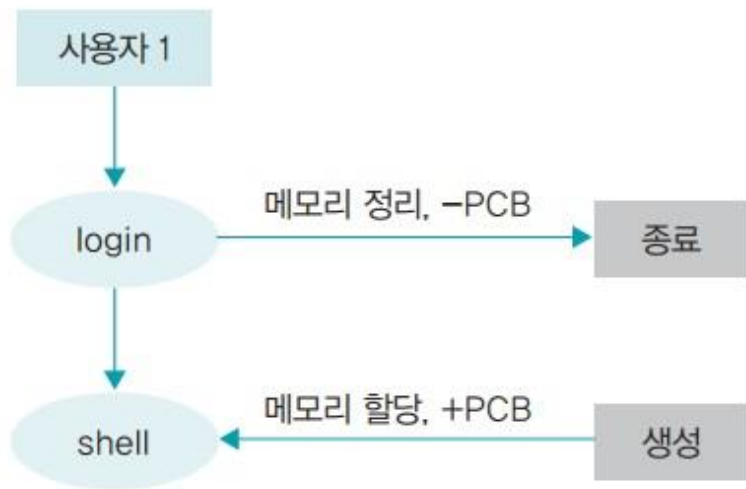 사용자 1
login
메모리 정리, −PCB
종료
shell
메모리 할당, +PCB
생성